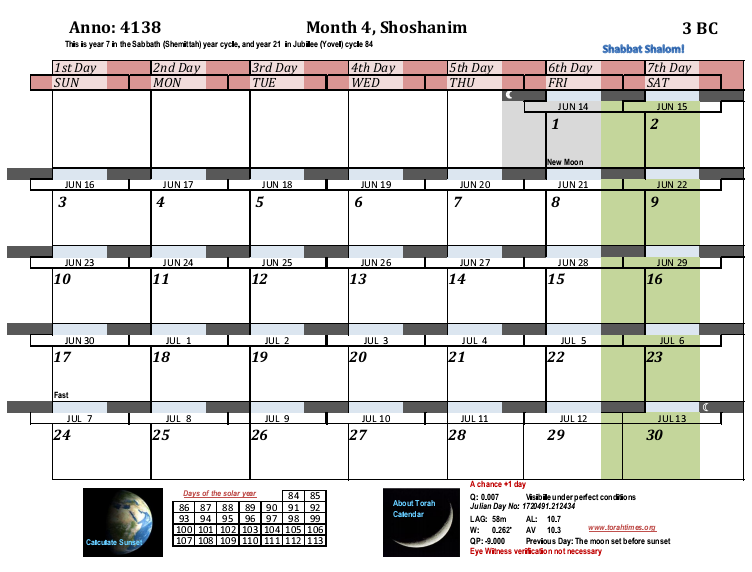 Anno: 4138 Month 4, Shoshanim 3 BC
This is year 7 in the Sabbath (Shemittah) year cycle, and year 21 in Jubilee (Yovel) cycle 84
Shabbat Shalom!
1st Day 2nd Day 3rd Day 4th Day 5th Day 6th Day 7th Day
SUN MON TUE WED THU FRI SAT
JUN 14 JUN 15
1 2
New Moon
JUN 16 JUN 17 JUN 18 JUN 19 JUN 20 JUN 21 JUN 22
3 4 5 6 7 8 9
JUN 23 JUN 24 JUN 25 JUN 26 JUN 27 JUN 28 JUN 29
10 11 12 13 14 15 16
JUN 30 JUL 1 JUL 2 JUL 3 JUL 4 JUL 5 JUL 6
17 18 19 20 21 22 23
Fast
JUL 7 JUL 8 JUL 9 JUL 10 JUL 11 JUL 12 JUL 13
24 25 26 27 28 29 30
Calculate Sunset
Days of the solar year
84 85
86 87 88 89 90 91 92
93 94 95 96 97 98 99
100 101 102 103 104 105 106
107 108 109 110 111 112 113
About Torah
Calendar
A chance +1 day
Q: 0.007 Visibile under perfect conditions
Julian Day No: 1720491.212434
LAG: 58m AL: 10.7
W: 0.262' AV 10.3 www.torahtimes.org
QP: -9.000 Previous Day: The moon set before sunset
Eye Witness verification not necessary